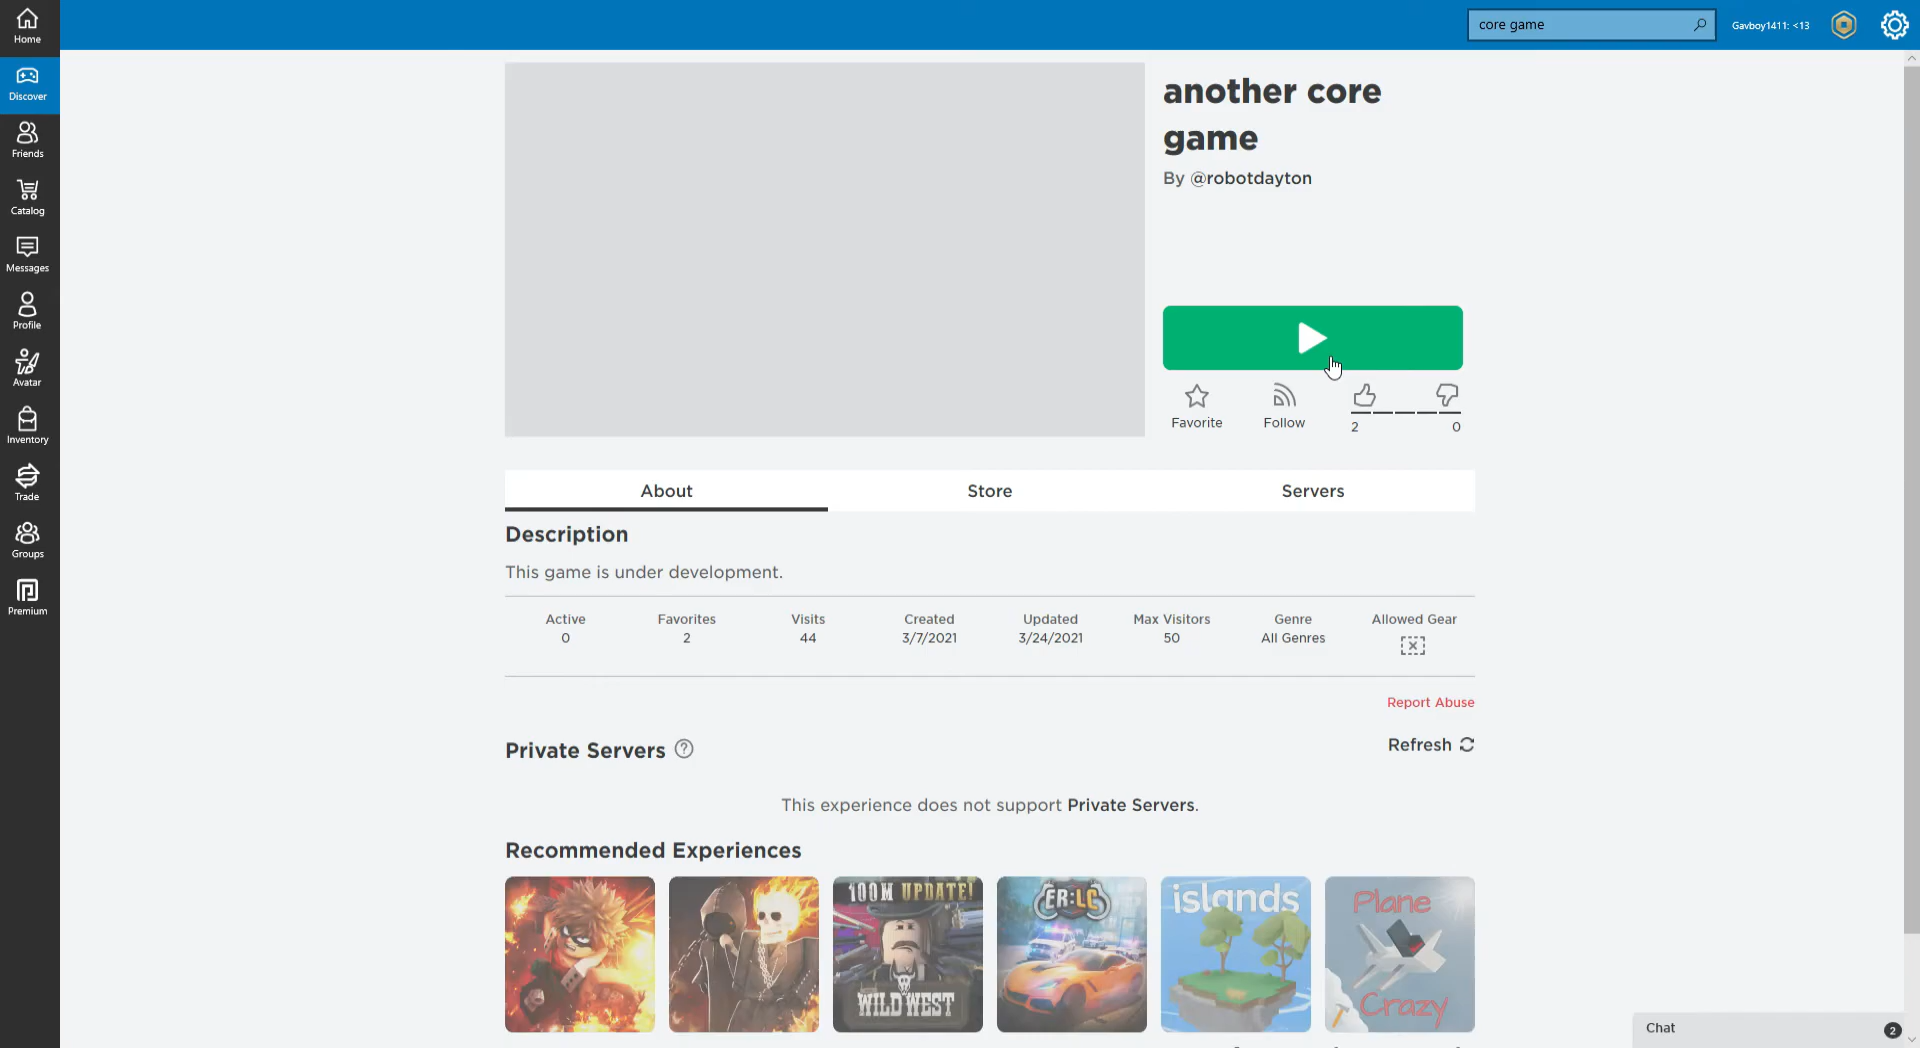 Home
core game
Gavboy1411: <13
Discover
Friends
Catalog
Messages
Profile
Avatar
Inventory
Trade
Groups
Premium
another core
game
By @robotdayton
Favorite
Follow
2
0
About
Store
Servers
Description
This game is under development.
Active
0
Favorites
2
Visits
44
Created
3/7/2021
Updated
3/24/2021
Max Visitors
50
Genre
All Genres
Allowed Gear
Report Abuse
Private Servers
Refresh
This experience does not support Private Servers.
Recommended Experiences
100M UPDATE!
WILD WEST
ER:LC
islands
Plane
Crazy
Chat
2